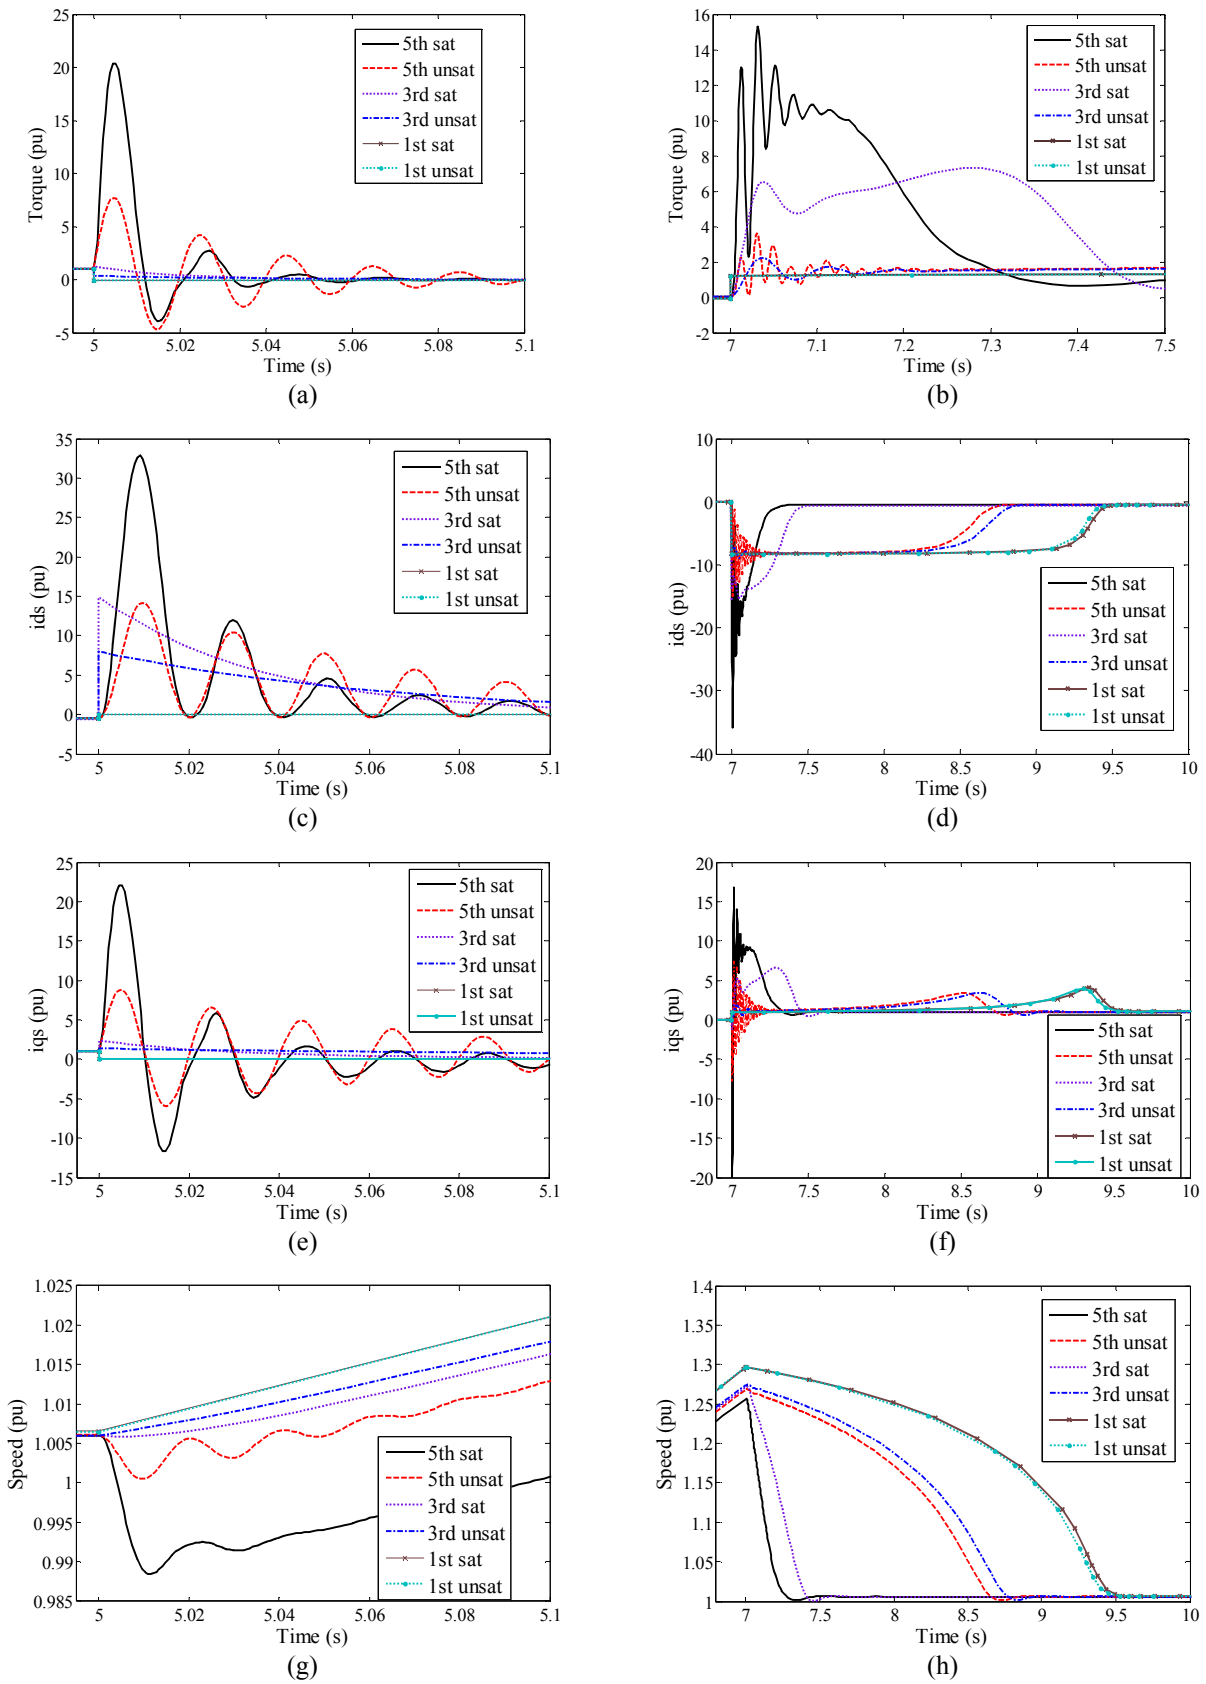 25
20
15
10
5
0
-5
Torque (pu)
5th sat
5th unsat
3rd sat
3rd unsat
1st sat
1st unsat
5 5.02 5.04 5.06 5.08 5.1
Time (s)
(a)
16
14
12
10
8
6
4
2
0
-2
Torque (pu)
5th sat
5th unsat
3rd sat
3rd unsat
1st sat
1st unsat
7 7.1 7.2 7.3 7.4 7.5
Time (s)
(b)
35
30
25
20
15
10
5
0
-5
ids (pu)
5th sat
5th unsat
3rd sat
3rd unsat
1st sat
1st unsat
5 5.02 5.04 5.06 5.08 5.1
Time (s)
(c)
10
0
-10
-20
-30
-40
ids (pu)
5th sat
5th unsat
3rd sat
3rd unsat
1st sat
1st unsat
7 7.5 8 8.5 9 9.5 10
Time (s)
(d)
25
20
15
10
5
0
-5
-10
-15
iqs (pu)
5th sat
5th unsat
3rd sat
3rd unsat
1st sat
1st unsat
5 5.02 5.04 5.06 5.08 5.1
Time (s)
(e)
20
15
10
5
0
-5
-10
-15
-20
iqs (pu)
5th sat
5th unsat
3rd sat
3rd unsat
1st sat
1st unsat
7 7.5 8 8.5 9 9.5 10
Time (s)
(f)
1.025
1.02
1.015
1.01
1.005
1
0.995
0.99
0.985
Speed (pu)
5th sat
5th unsat
3rd sat
3rd unsat
1st sat
1st unsat
5 5.02 5.04 5.06 5.08 5.1
Time (s)
(g)
1.4
1.35
1.3
1.25
1.2
1.15
1.1
1.05
1
Speed (pu)
5th sat
5th unsat
3rd sat
3rd unsat
1st sat
1st unsat
7 7.5 8 8.5 9 9.5 10
Time (s)
(h)